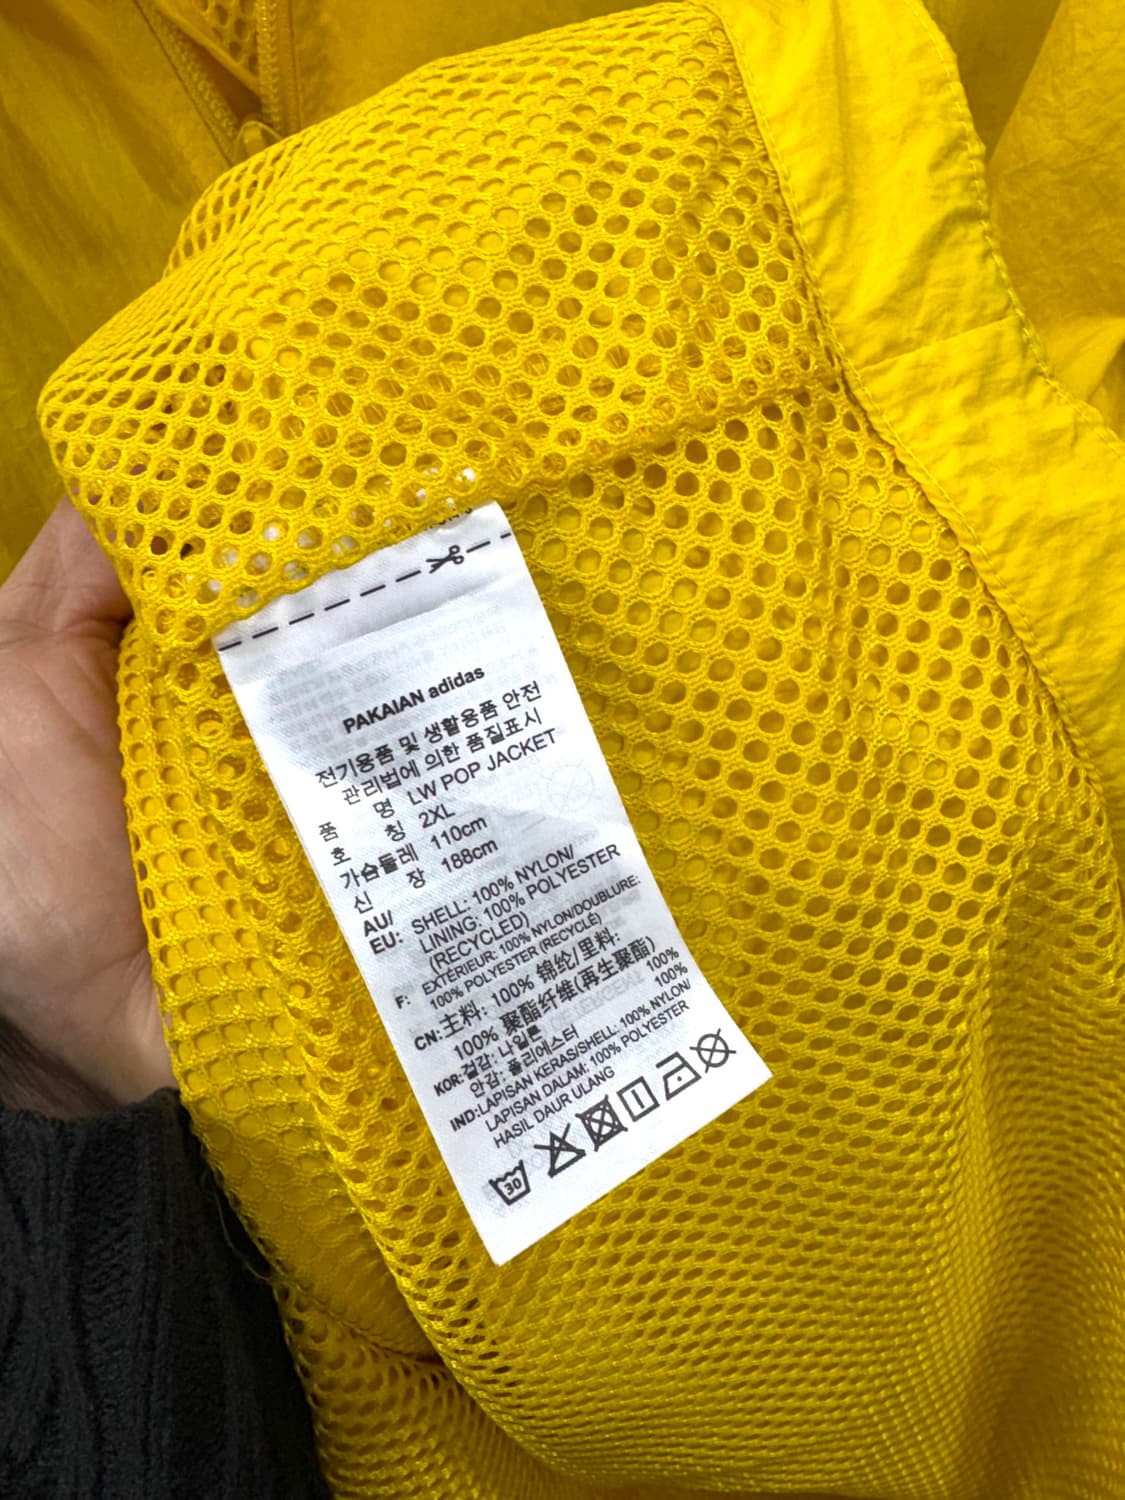 PAKAIAN adidas
전기용품 및 생활용품 안전
관리법에 의한 품질표시
품 명 LW POP JACKET
호 칭 2XL
가슴둘레 110cm
신 장 188cm
AU/
EU: SHELL: 100% NYLON/
LINING: 100% POLYESTER
(RECYCLED)
F: EXTÉRIEUR: 100% NYLON/DOUBLURE:
100% POLYESTER (RECYCLÉ)
CN: 主料: 100% 锦纶/里料:
100% 聚酯纤维(再生聚酯)
KOR: 겉감: 나일론 100%
안감: 폴리에스터 100%
IND: LAPISAN KERAS/SHELL: 100% NYLON/
LAPISAN DALAM: 100% POLYESTER
HASIL DAUR ULANG
30